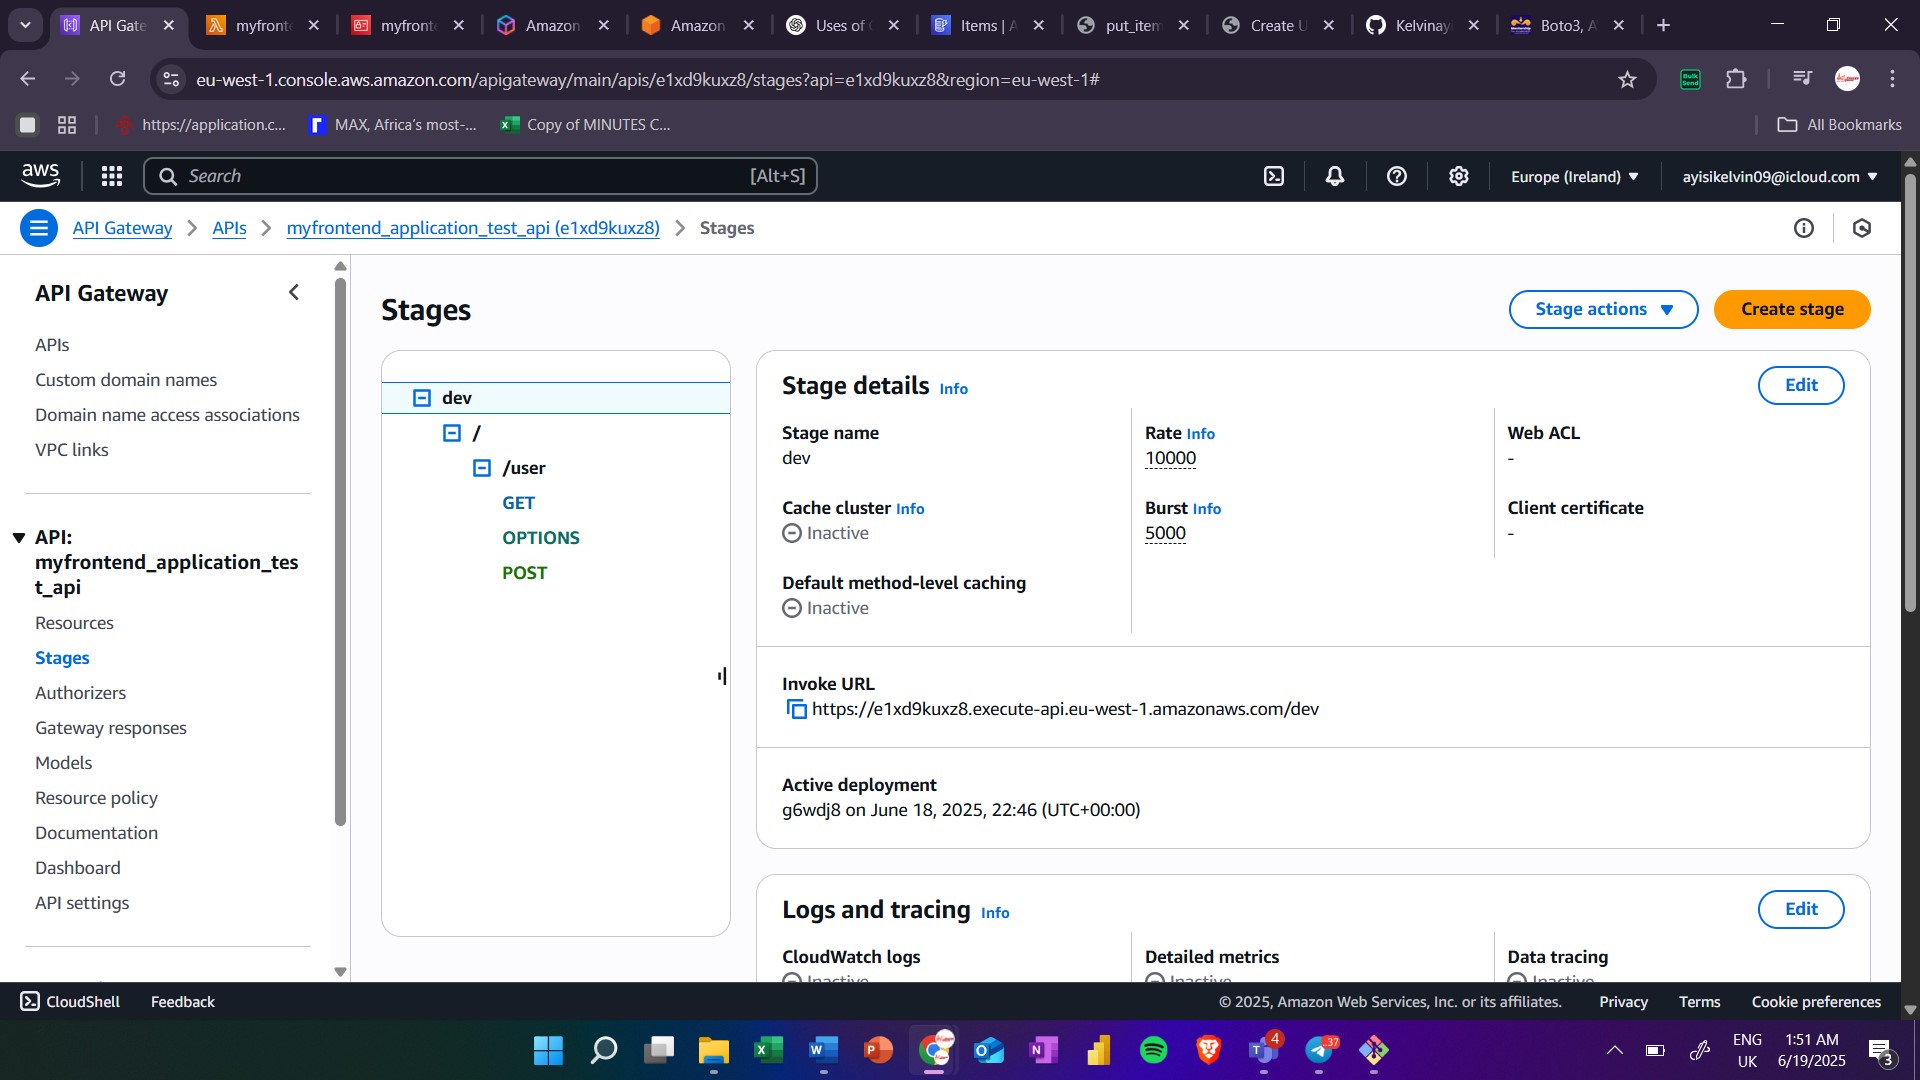 API Gate
myfront
myfront
Amazon
Amazon
Uses of
Items | A
put_item
Create U
Kelvinay
Boto3, A
eu-west-1.console.aws.amazon.com/apigateway/main/apis/e1xd9kuxz8/stages?api=e1xd9kuxz8&region=eu-west-1#
Bulk Send
https://application.c...
MAX, Africa's most-...
Copy of MINUTES C...
All Bookmarks
aws
Search
[Alt+S]
Europe (Ireland)
ayisikelvin09@icloud.com
API Gateway
APIs
myfrontend_application_test_api (e1xd9kuxz8)
Stages
API Gateway
APIs
Custom domain names
Domain name access associations
VPC links
API:
myfrontend_application_tes
t_api
Resources
Stages
Authorizers
Gateway responses
Models
Resource policy
Documentation
Dashboard
API settings
Stages
Stage actions
Create stage
dev
/
/user
GET
OPTIONS
POST
Stage details Info
Edit
Stage name
dev
Rate Info
10000
Web ACL
-
Cache cluster Info
Inactive
Burst Info
5000
Client certificate
-
Default method-level caching
Inactive
Invoke URL
https://e1xd9kuxz8.execute-api.eu-west-1.amazonaws.com/dev
Active deployment
g6wdj8 on June 18, 2025, 22:46 (UTC+00:00)
Logs and tracing Info
Edit
CloudWatch logs
Inactive
Detailed metrics
Inactive
Data tracing
Inactive
CloudShell
Feedback
© 2025, Amazon Web Services, Inc. or its affiliates.
Privacy
Terms
Cookie preferences
4
37
ENG
UK
1:51 AM
6/19/2025
3